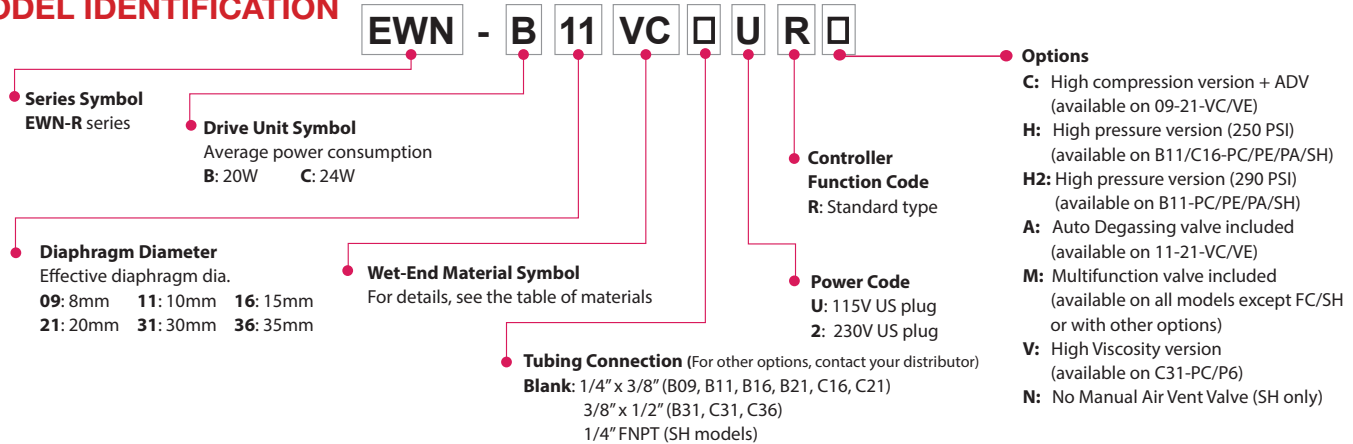 MODEL IDENTIFICATION
EWN - B 11 VC □ U R □
Series Symbol
EWN-R series
Drive Unit Symbol
Average power consumption
B: 20W C: 24W
Diaphragm Diameter
Effective diaphragm dia.
09: 8mm 11: 10mm 16: 15mm
21: 20mm 31: 30mm 36: 35mm
Wet-End Material Symbol
For details, see the table of materials
Tubing Connection (For other options, contact your distributor)
Blank: 1/4” x 3/8” (B09, B11, B16, B21, C16, C21)
3/8” x 1/2” (B31, C31, C36)
1/4” FNPT (SH models)
Power Code
U: 115V US plug
2: 230V US plug
Controller
Function Code
R: Standard type
Options
C: High compression version + ADV
(available on 09-21-VC/VE)
H: High pressure version (250 PSI)
(available on B11/C16-PC/PE/PA/SH)
H2: High pressure version (290 PSI)
(available on B11-PC/PE/PA/SH)
A: Auto Degassing valve included
(available on 11-21-VC/VE)
M: Multifunction valve included
(available on all models except FC/SH
or with other options)
V: High Viscosity version
(available on C31-PC/P6)
N: No Manual Air Vent Valve (SH only)